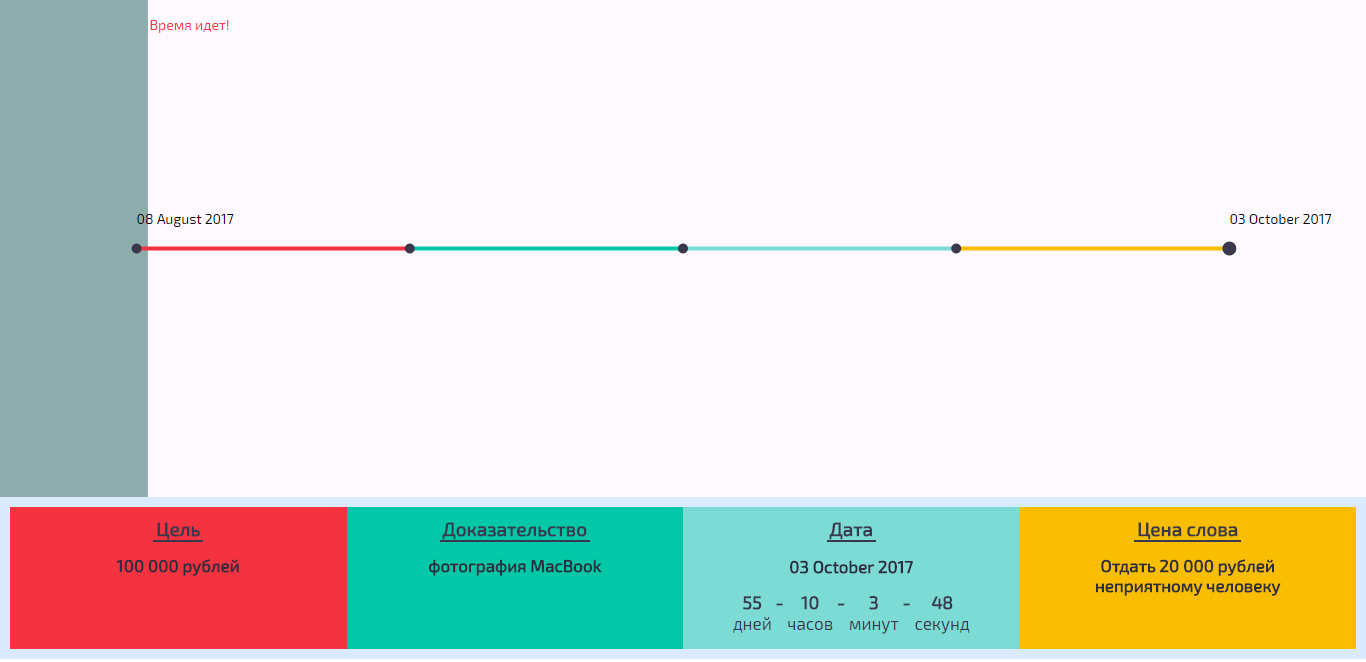 Время идет!
08 August 2017
03 October 2017
Цель
100 000 рублей
Доказательство
фотография MacBook
Дата
03 October 2017
55 - 10 - 3 - 48
дней часов минут секунд
Цена слова
Отдать 20 000 рублей
неприятному человеку